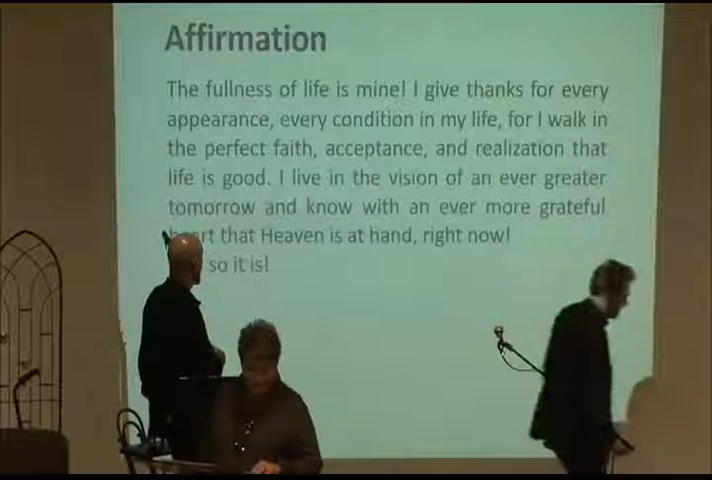 Affirmation
The fullness of life is mine! I give thanks for every
appearance, every condition in my life, for I walk in
the perfect faith, acceptance, and realization that
life is good. I live in the vision of an ever greater
tomorrow and know with an ever more grateful
heart that Heaven is at hand, right now!
so it is!